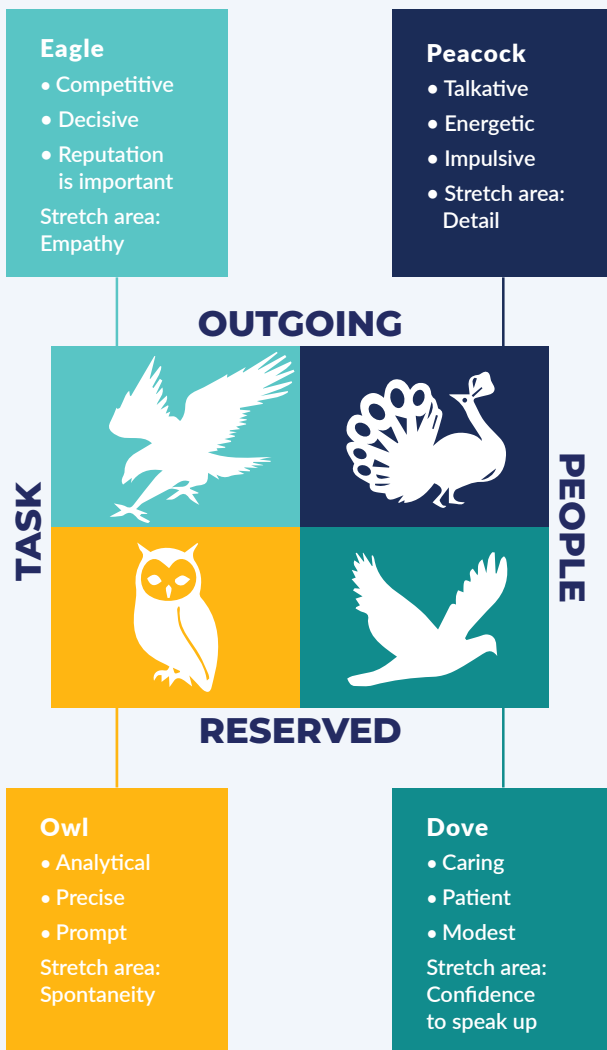 Eagle
• Competitive
• Decisive
• Reputation
is important
Stretch area:
Empathy
Peacock
• Talkative
• Energetic
• Impulsive
• Stretch area:
Detail
OUTGOING
TASK
PEOPLE
RESERVED
Owl
• Analytical
• Precise
• Prompt
Stretch area:
Spontaneity
Dove
• Caring
• Patient
• Modest
Stretch area:
Confidence
to speak up